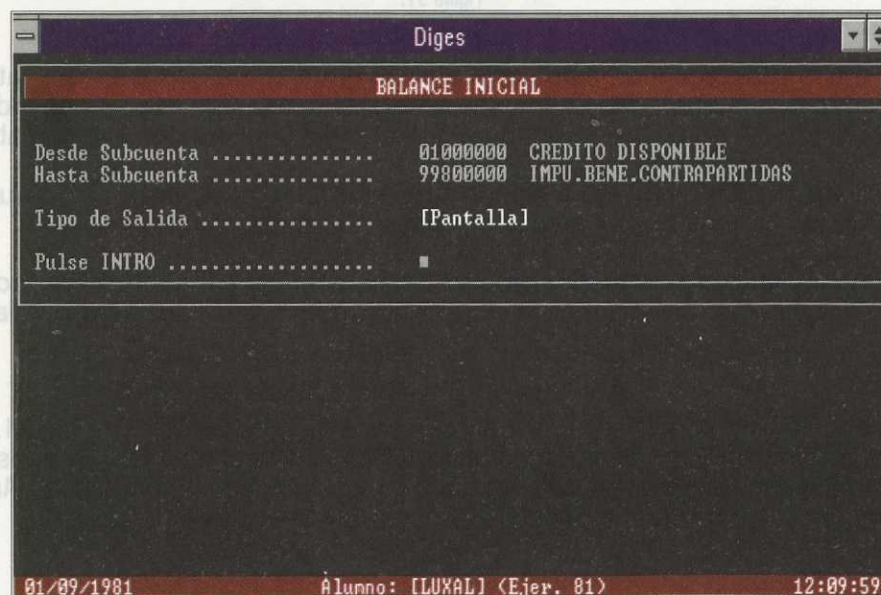 Diges
BALANCE INICIAL
Desde Subcuenta ............... 01000000 CREDITO DISPONIBLE
Hasta Subcuenta ............... 99800000 IMPU.BENE.CONTRAPARTIDAS
Tipo de Salida ................ [Pantalla]
Pulse INTRO ...................
01/09/1981 Alumno: [LUXAL] (Ejer. 81) 12:09:59